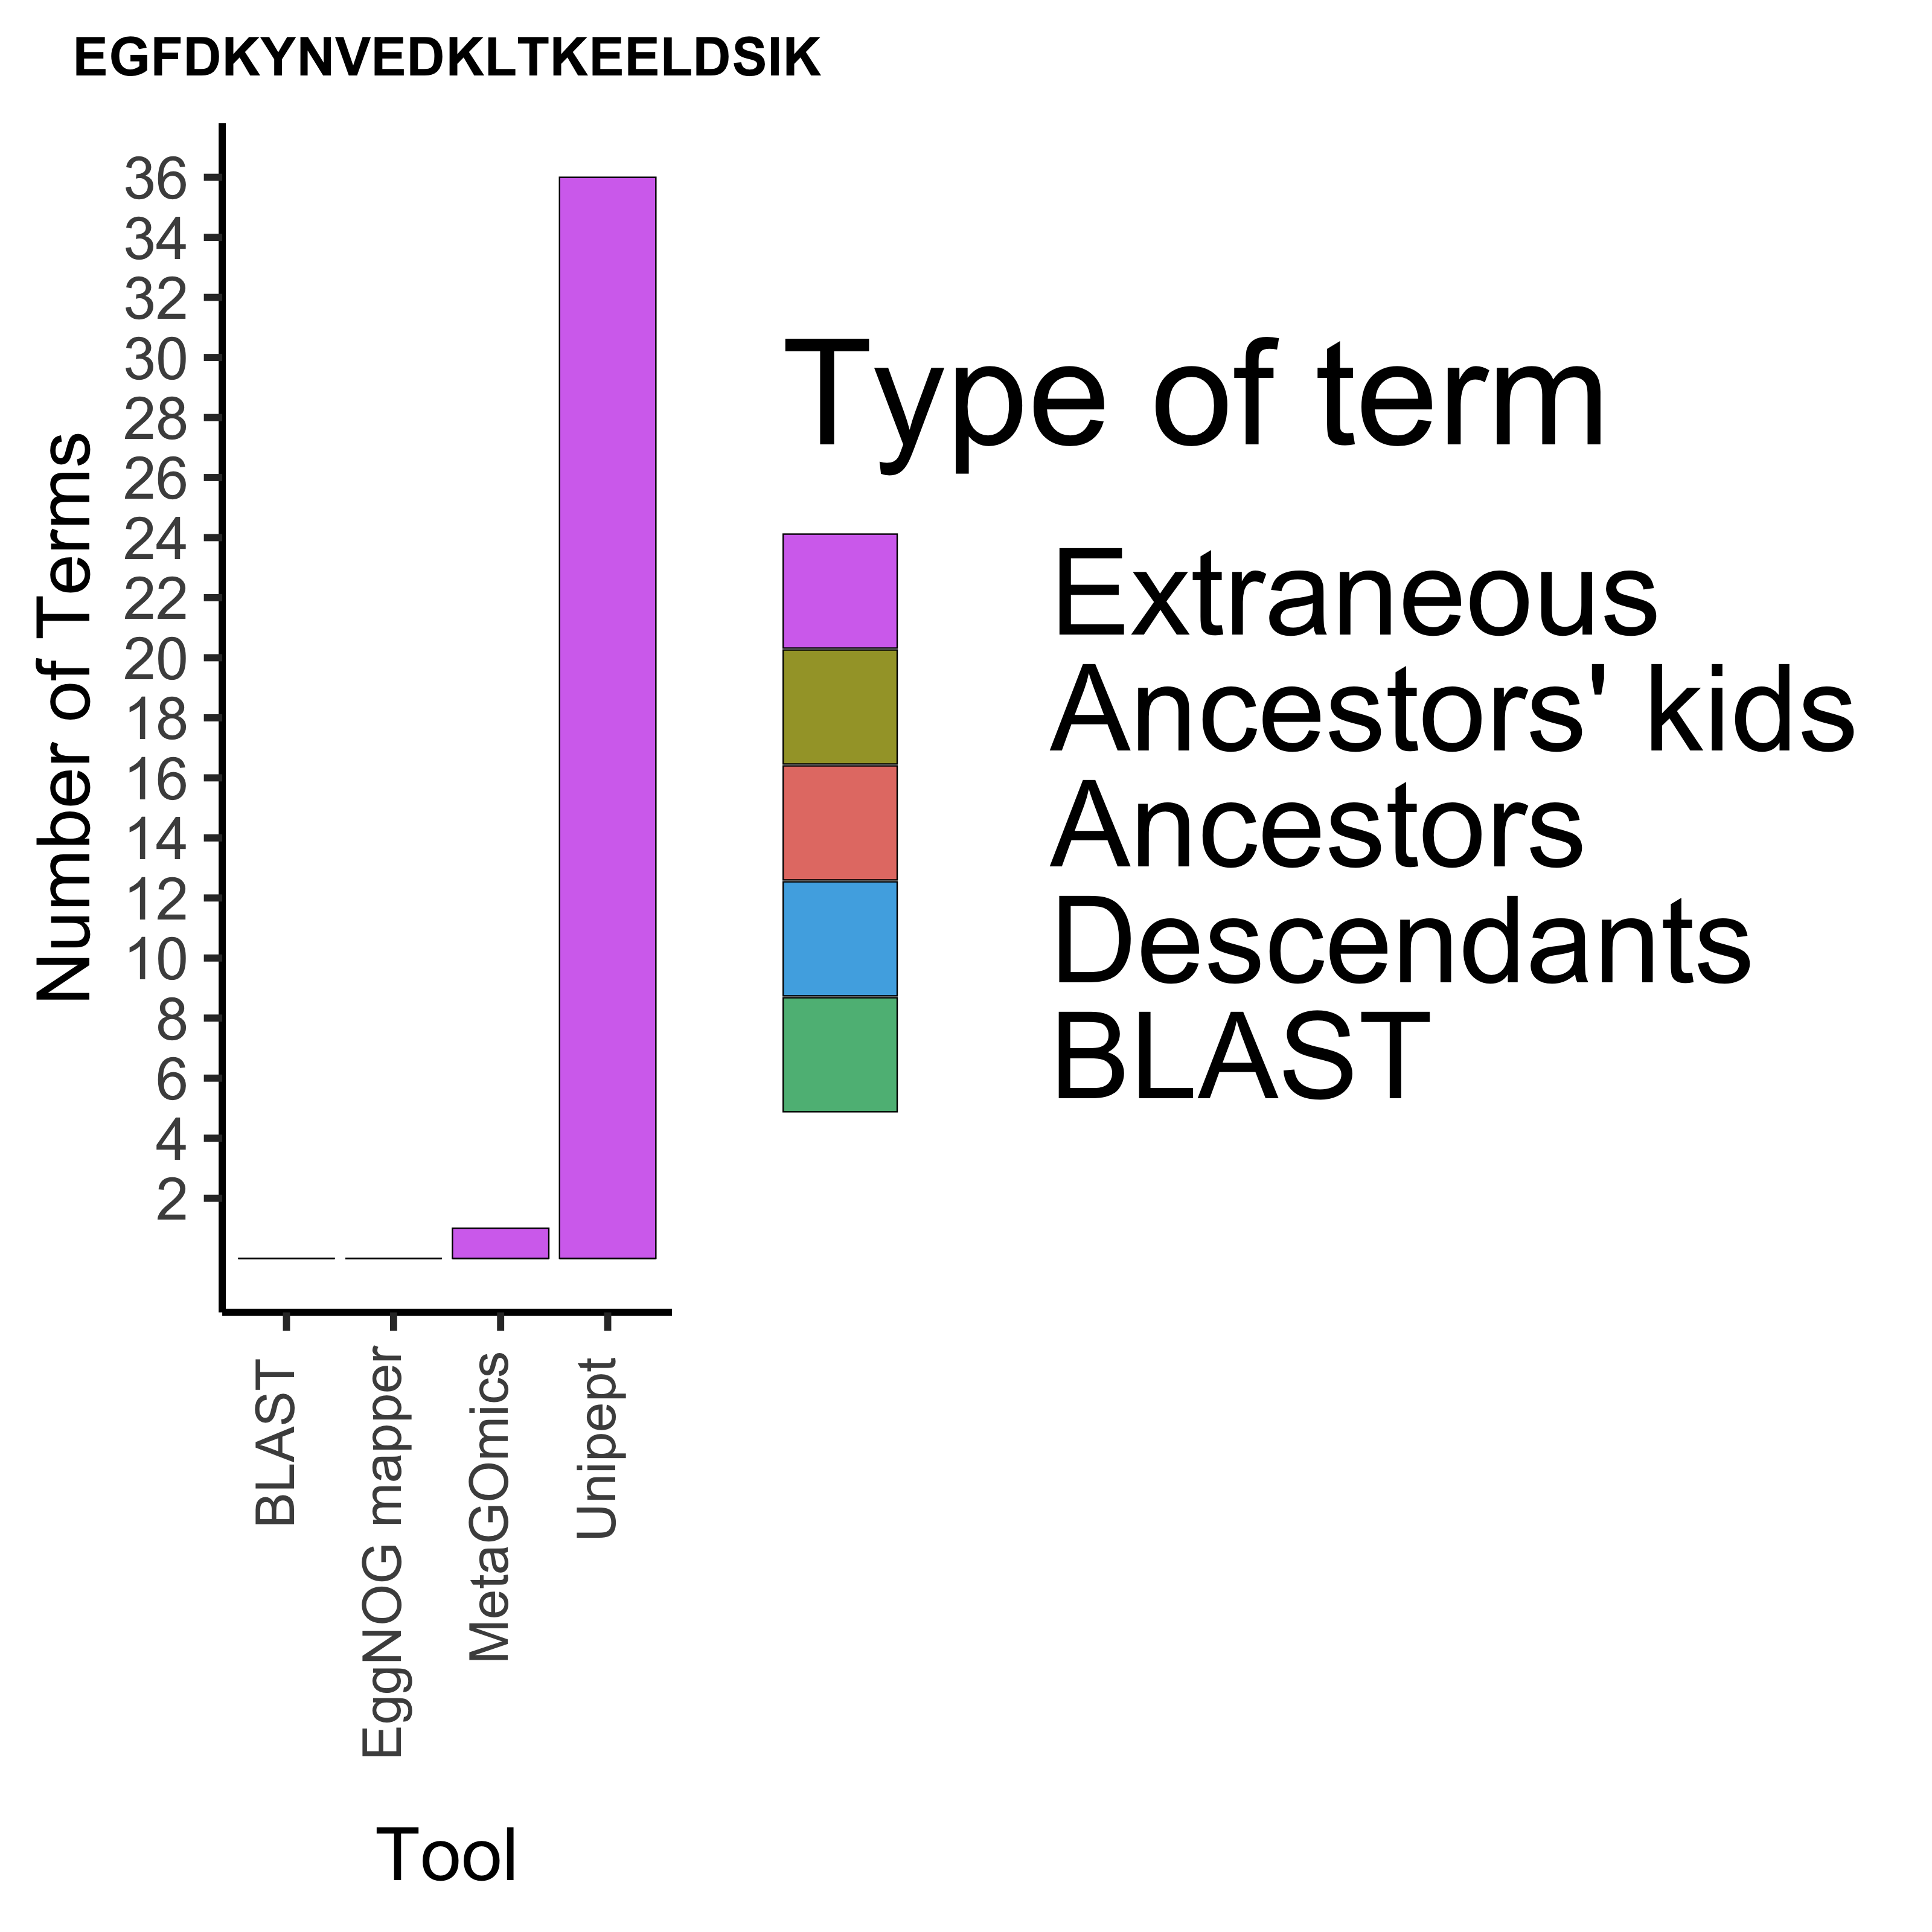 EGFDKYNVEDKLTKEELDSIK
Number of Terms
36
34
32
30
28
26
24
22
20
18
16
14
12
10
8
6
4
2
BLAST
EggNOG mapper
MetaGOmics
Unipept
Tool
Type of term
Extraneous
Ancestors' kids
Ancestors
Descendants
BLAST